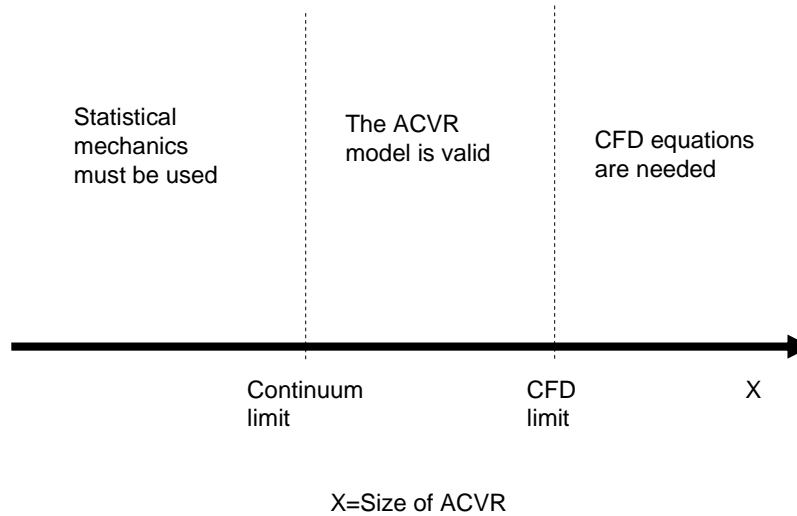 Statistical
mechanics
must be used
The ACVR
model is valid
CFD equations
are needed
Continuum
limit
CFD
limit
X
X=Size of ACVR